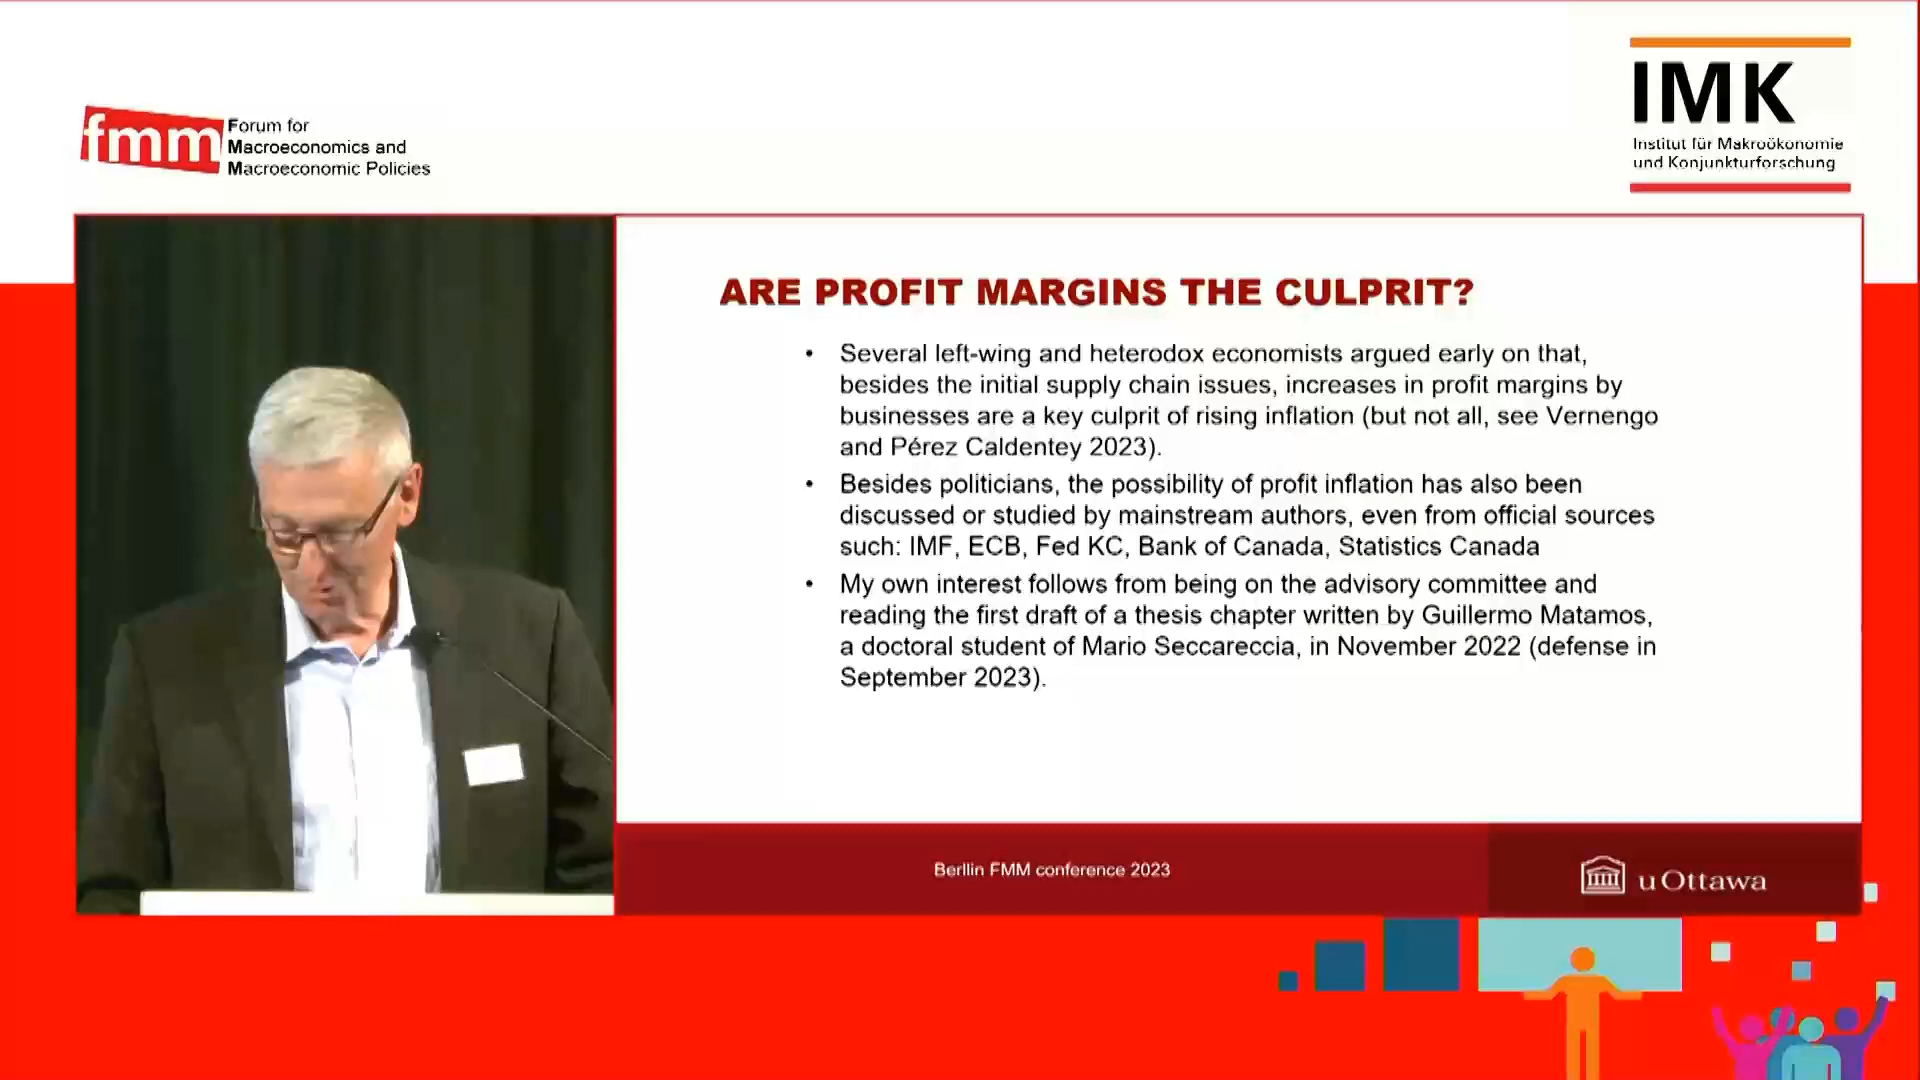 fmm
Forum for
Macroeconomics and
Macroeconomic Policies
IMK
Institut für Makroökonomie
und Konjunkturforschung
ARE PROFIT MARGINS THE CULPRIT?
• Several left-wing and heterodox economists argued early on that,
besides the initial supply chain issues, increases in profit margins by
businesses are a key culprit of rising inflation (but not all, see Vernengo
and Pérez Caldentey 2023).
• Besides politicians, the possibility of profit inflation has also been
discussed or studied by mainstream authors, even from official sources
such: IMF, ECB, Fed KC, Bank of Canada, Statistics Canada
• My own interest follows from being on the advisory committee and
reading the first draft of a thesis chapter written by Guillermo Matamos,
a doctoral student of Mario Seccareccia, in November 2022 (defense in
September 2023).
Berllin FMM conference 2023
uOttawa